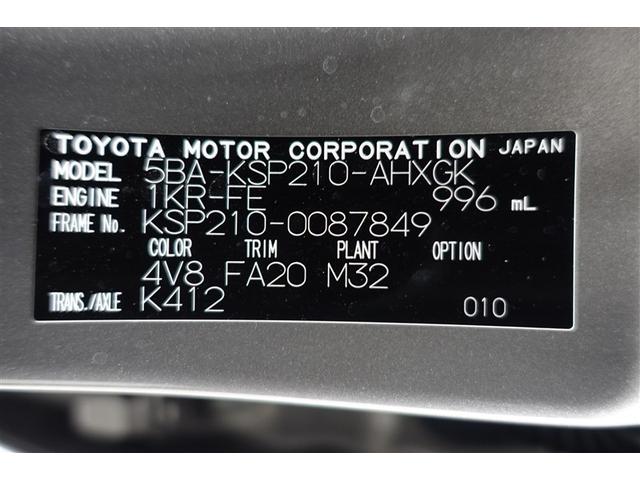 TOYOTA MOTOR CORPORATION JAPAN
MODEL 5BA-KSP210-AHXGK
ENGINE 1KR-FE 996 mL
FRAME No. KSP210-0087849
COLOR TRIM PLANT OPTION
4V8 FA20 M32
TRANS./AXLE K412 010